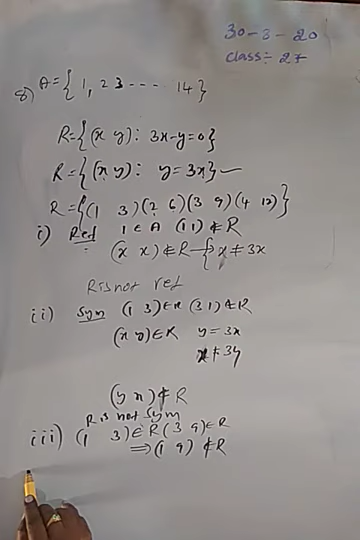 30-8-20
class:- 27
8) A={1, 2 3 --- 14}
R={(x y): 3x-y=0}
R={(x y): y=3x}
R={(1 3)(2 6)(3 9)(4 12)}
i) Ref 1∈A (1 1)∉R
(x x)∉R {x≠3x
R is not ref
ii) Sym (1 3)∈R (3 1)∉R
(x y)∈R y=3x
x≠3y
(y x)∉R
R is not sym
iii) (1 3)∈R (3 9)∈R
⇒(1 9)∉R